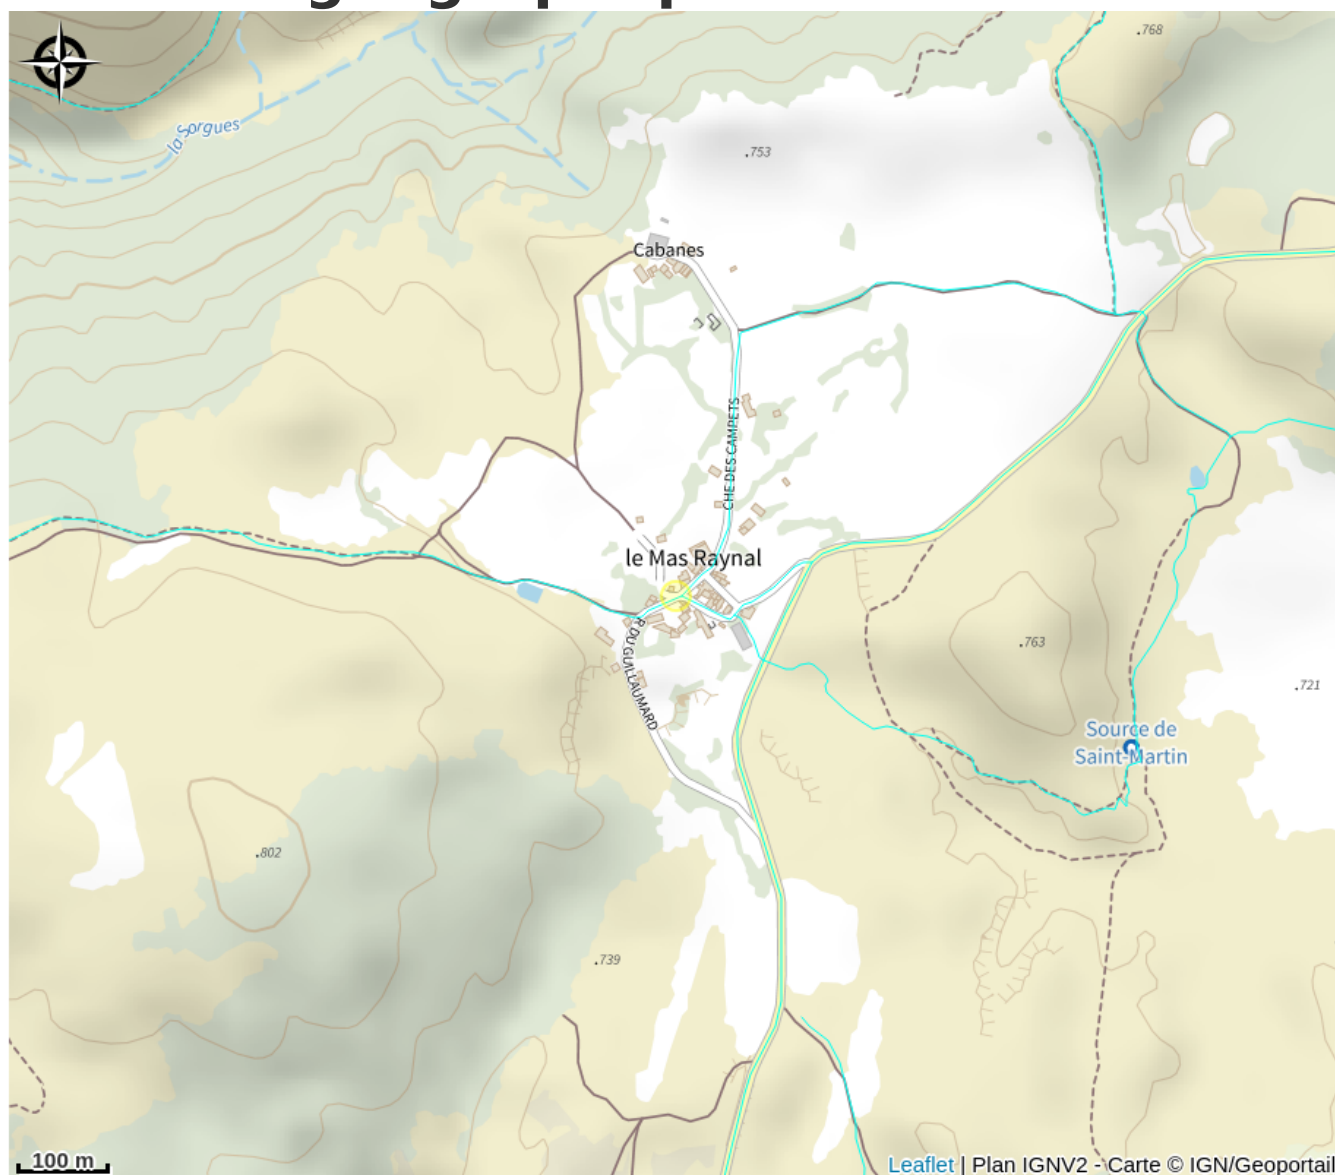 .768
la Sorgues
.753
Cabanes
CHE DES CAMPETS
le Mas Raynal
R DU GUILLAUMARD
.763
.721
Source de
Saint-Martin
.802
.739
100 m
Leaflet | Plan IGNV2 - Carte © IGN/Geoportail